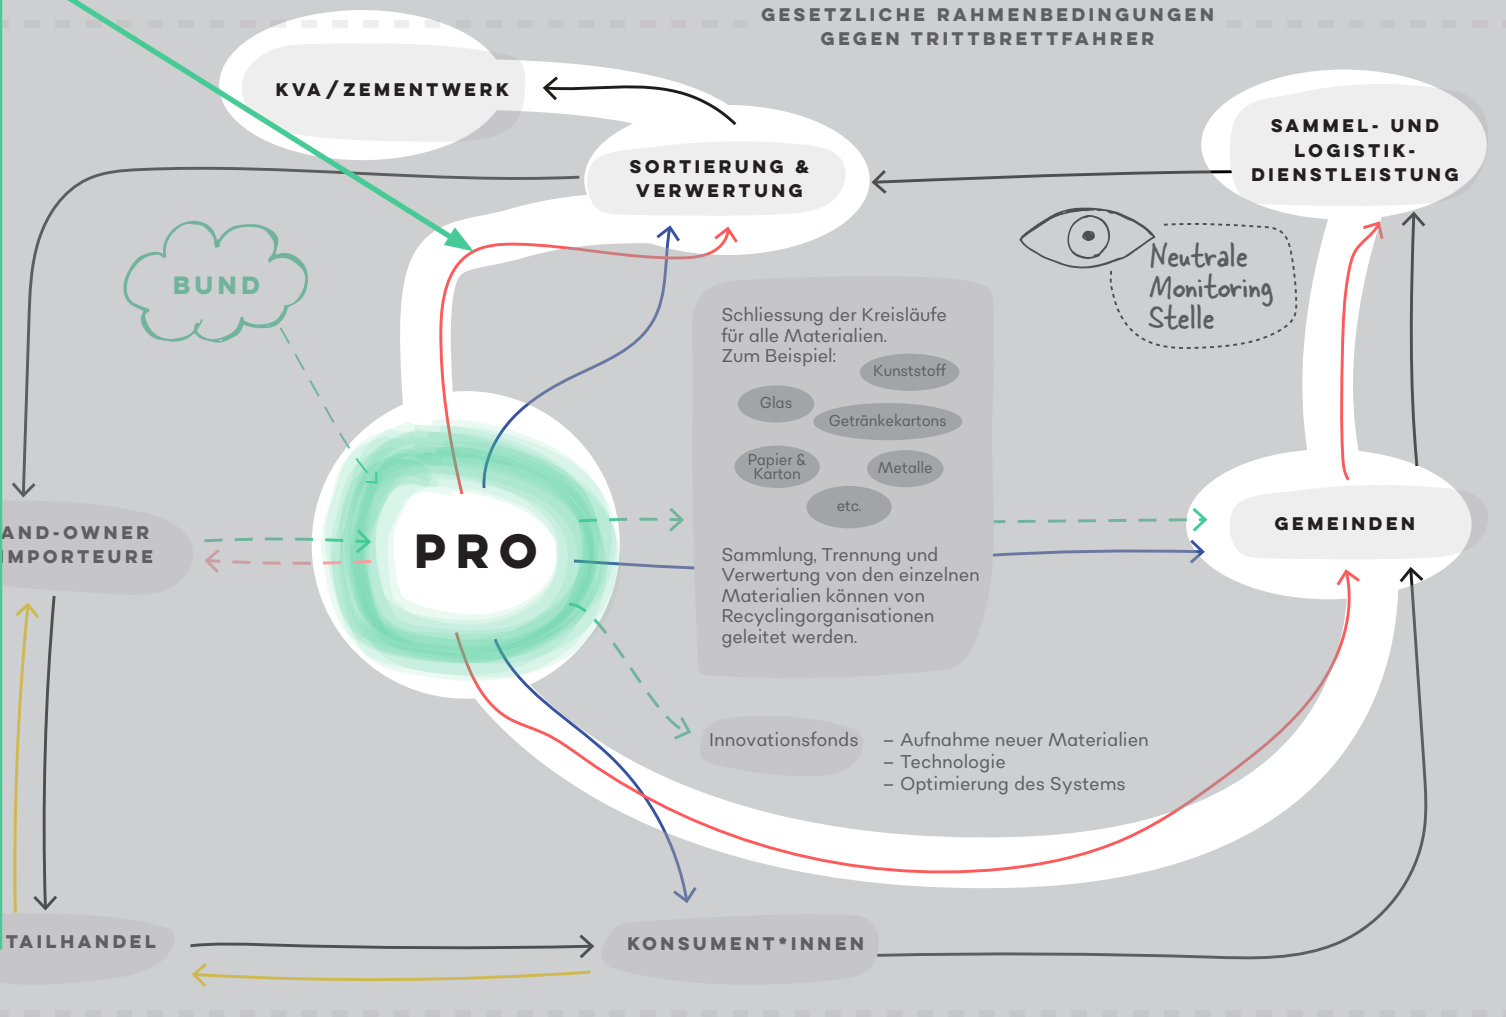 GESETZLICHE RAHMENBEDINGUNGEN
GEGEN TRITTBRETTFAHRER
KVA/ZEMENTWERK
SORTIERUNG &
VERWERTUNG
SAMMEL- UND
LOGISTIK-
DIENSTLEISTUNG
BUND
Neutrale
Monitoring
Stelle
Schliessung der Kreisläufe
für alle Materialien.
Zum Beispiel:
Kunststoff
Glas
Getränkekartons
Papier &
Karton
Metalle
etc.
AND-OWNER
IMPORTEURE
PRO
GEMEINDEN
Sammlung, Trennung und
Verwertung von den einzelnen
Materialien können von
Recyclingorganisationen
geleitet werden.
Innovationsfonds
– Aufnahme neuer Materialien
– Technologie
– Optimierung des Systems
TAILHANDEL
KONSUMENT*INNEN